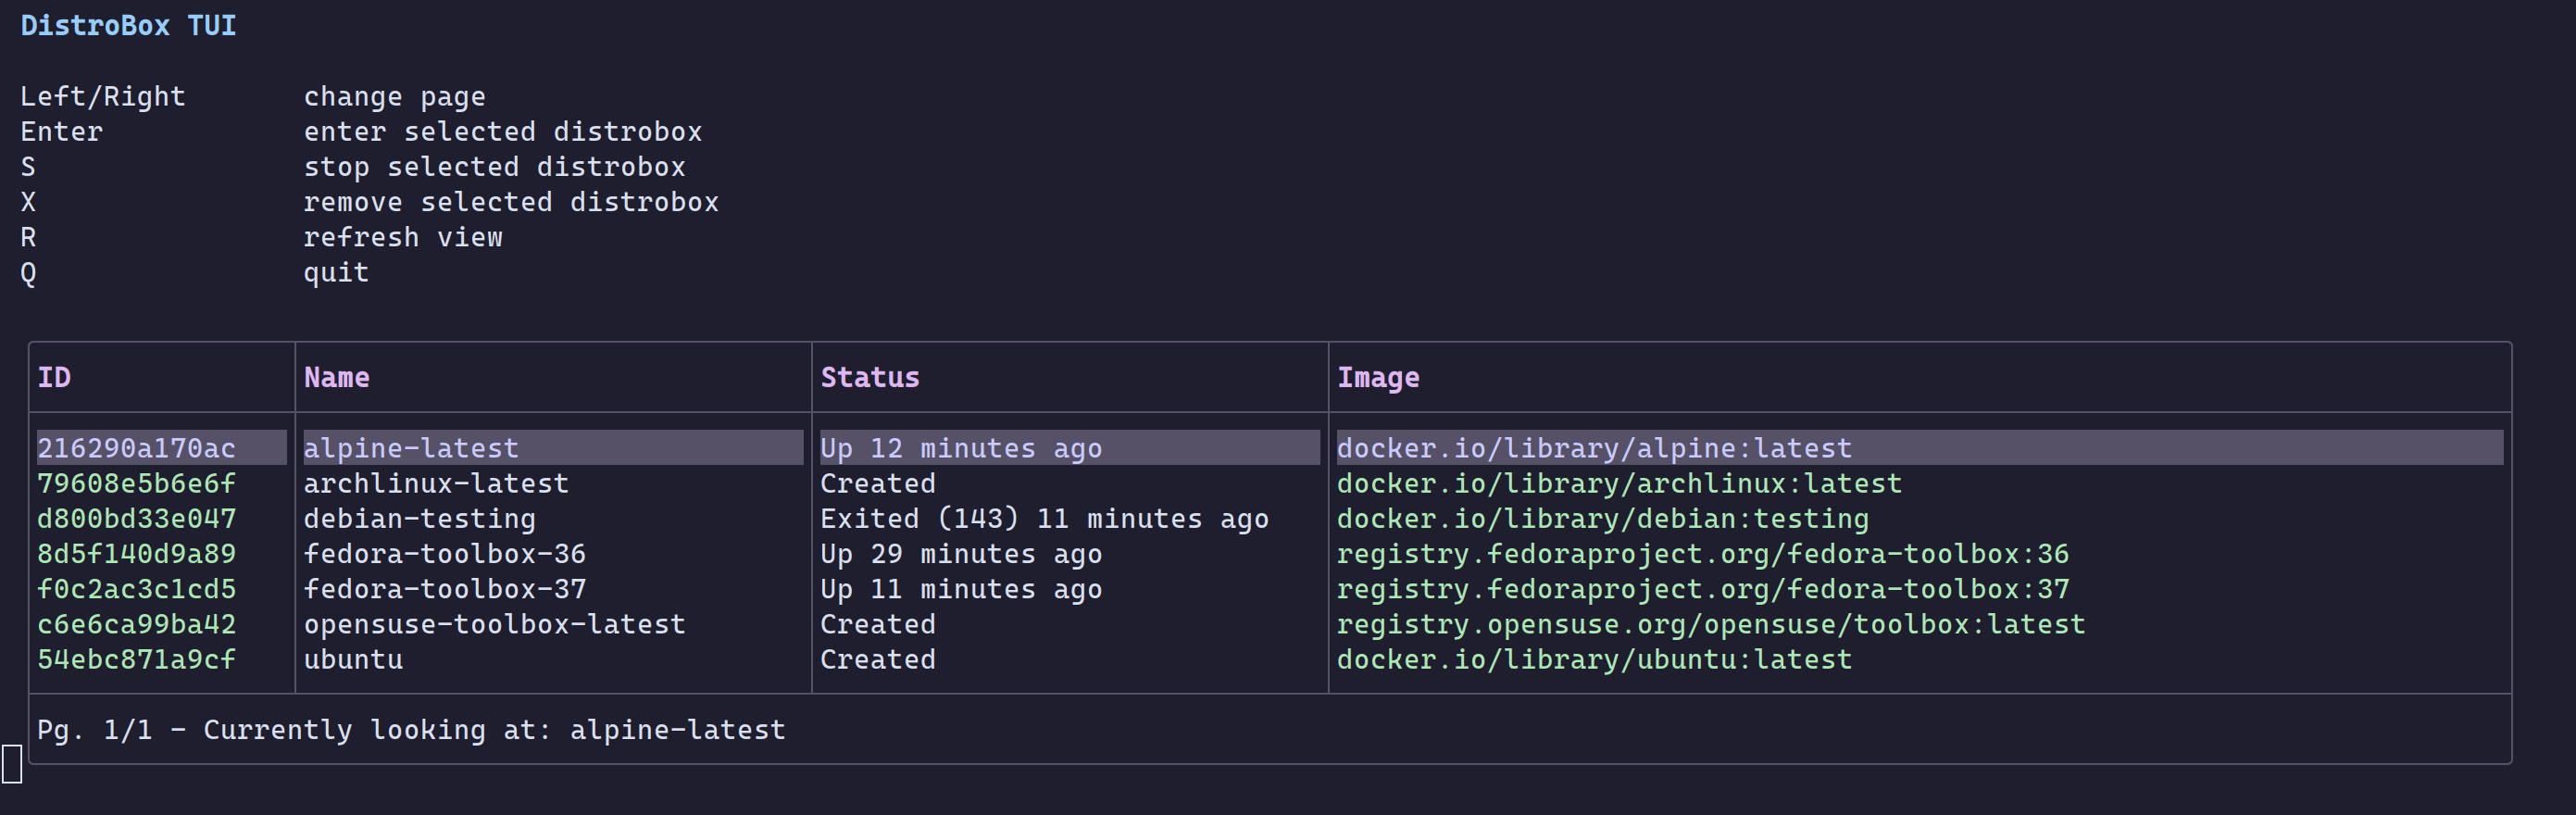 DistroBox TUI
Left/Right change page
Enter enter selected distrobox
S stop selected distrobox
X remove selected distrobox
R refresh view
Q quit
ID Name Status Image
216290a170ac alpine-latest Up 12 minutes ago docker.io/library/alpine:latest
79608e5b6e6f archlinux-latest Created docker.io/library/archlinux:latest
d800bd33e047 debian-testing Exited (143) 11 minutes ago docker.io/library/debian:testing
8d5f140d9a89 fedora-toolbox-36 Up 29 minutes ago registry.fedoraproject.org/fedora-toolbox:36
f0c2ac3c1cd5 fedora-toolbox-37 Up 11 minutes ago registry.fedoraproject.org/fedora-toolbox:37
c6e6ca99ba42 opensuse-toolbox-latest Created registry.opensuse.org/opensuse/toolbox:latest
54ebc871a9cf ubuntu Created docker.io/library/ubuntu:latest
Pg. 1/1 - Currently looking at: alpine-latest